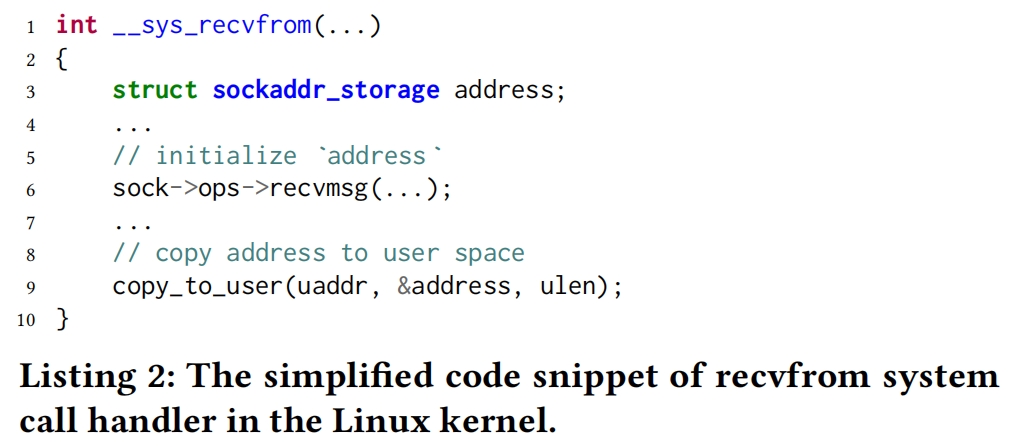 1 int __sys_recvfrom(...)
2 {
3 struct sockaddr_storage address;
4 ...
5 // initialize `address`
6 sock->ops->recvmsg(...);
7 ...
8 // copy address to user space
9 copy_to_user(uaddr, &address, ulen);
10 }
Listing 2: The simplified code snippet of recvfrom system
call handler in the Linux kernel.